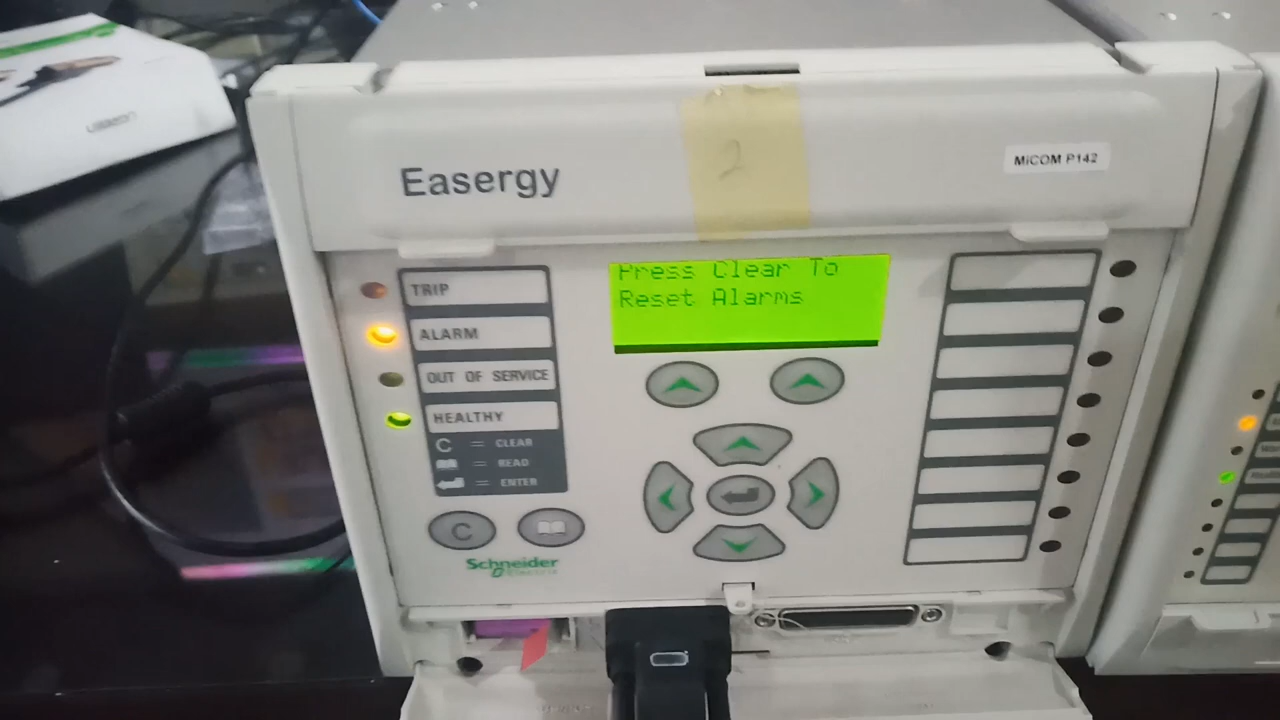 Easergy
2
MiCOM P142
TRIP
ALARM
OUT OF SERVICE
HEALTHY
C = CLEAR
= READ
= ENTER
Press Clear To
Reset Alarms
C
Schneider
Electric